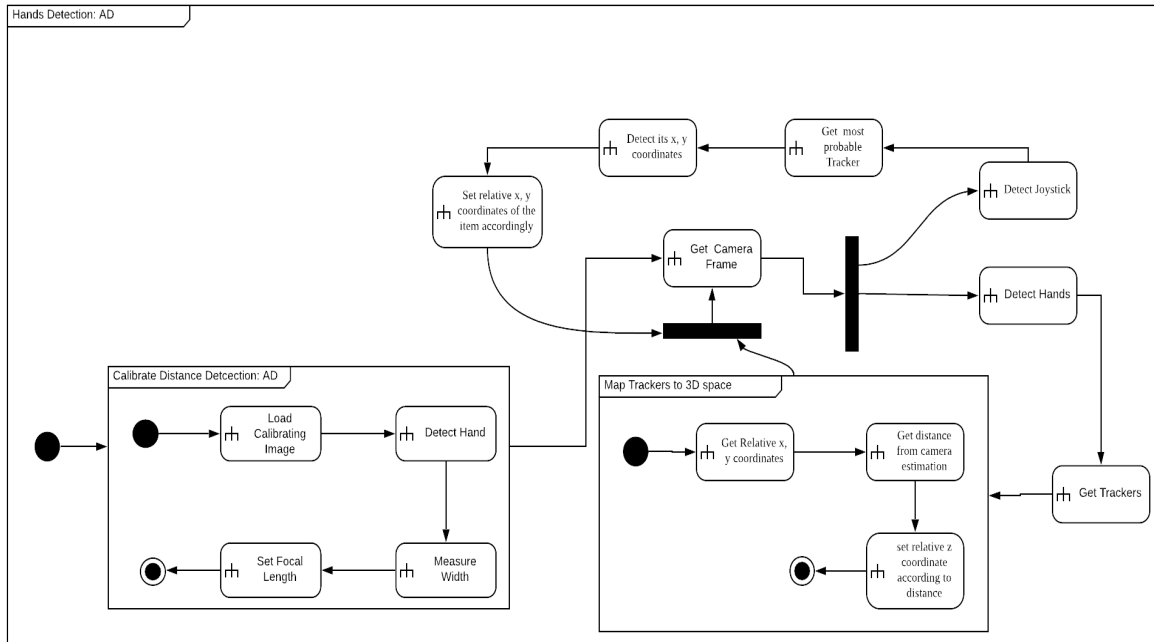 Hands Detection: AD
Get most
probable
Tracker
Detect its x, y
coordinates
Detect Joystick
Set relative x, y
coordinates of the
item accordingly
Get Camera
Frame
Detect Hands
Calibrate Distance Detcection: AD
Load
Calibrating
Image
Detect Hand
Set Focal
Length
Measure
Width
Map Trackers to 3D space
Get Relative x,
y coordinates
Get distance
from camera
estimation
set relative z
coordinate
according to
distance
Get Trackers